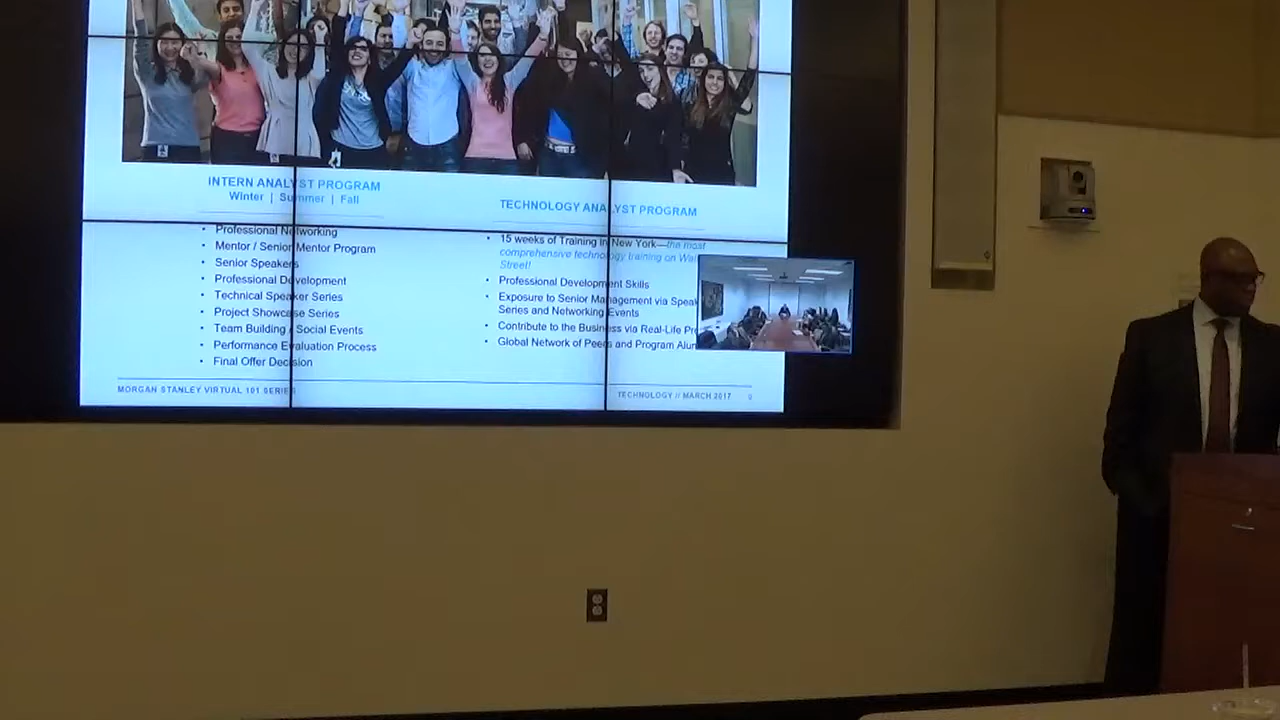 INTERN ANALYST PROGRAM
Winter | Summer | Fall
• Professional Networking
• Mentor / Senior Mentor Program
• Senior Speakers
• Professional Development
• Technical Speaker Series
• Project Showcase Series
• Team Building / Social Events
• Performance Evaluation Process
• Final Offer Decision
TECHNOLOGY ANALYST PROGRAM
• 15 weeks of Training in New York—the most
comprehensive technology training on Wall
Street!
• Professional Development Skills
• Exposure to Senior Management via
Series and Networking Events
• Contribute to the Business via Real-Life
• Global Network of Peers and Program
MORGAN STANLEY VIRTUAL 101 SERIES
TECHNOLOGY // MARCH 2017